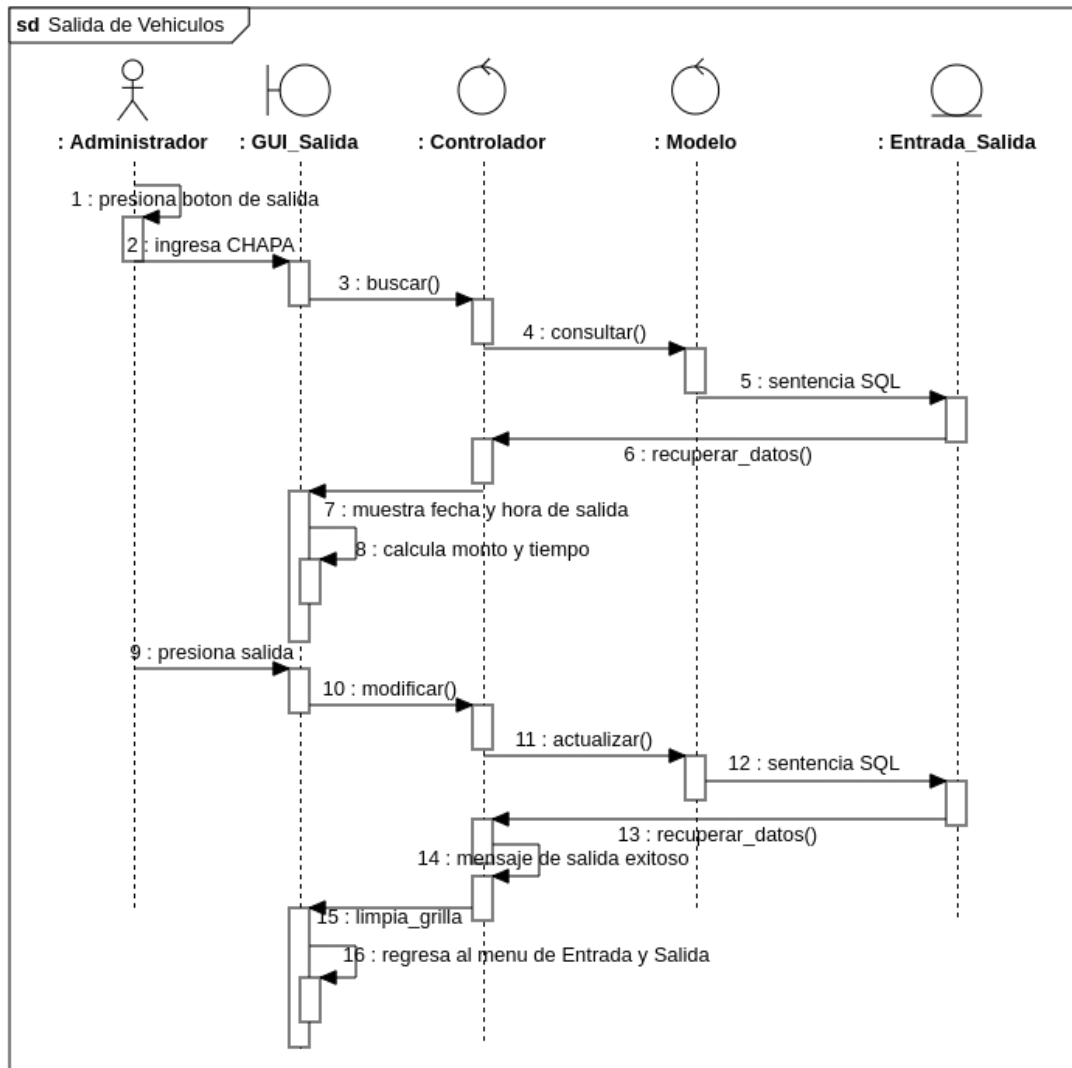 sd Salida de Vehiculos
: Administrador : GUI_Salida : Controlador : Modelo : Entrada_Salida
1 : presiona boton de salida
2 : ingresa CHAPA
3 : buscar()
4 : consultar()
5 : sentencia SQL
6 : recuperar_datos()
7 : muestra fecha y hora de salida
8 : calcula monto y tiempo
9 : presiona salida
10 : modificar()
11 : actualizar()
12 : sentencia SQL
13 : recuperar_datos()
14 : mensaje de salida exitoso
15 : limpia_grilla
16 : regresa al menu de Entrada y Salida